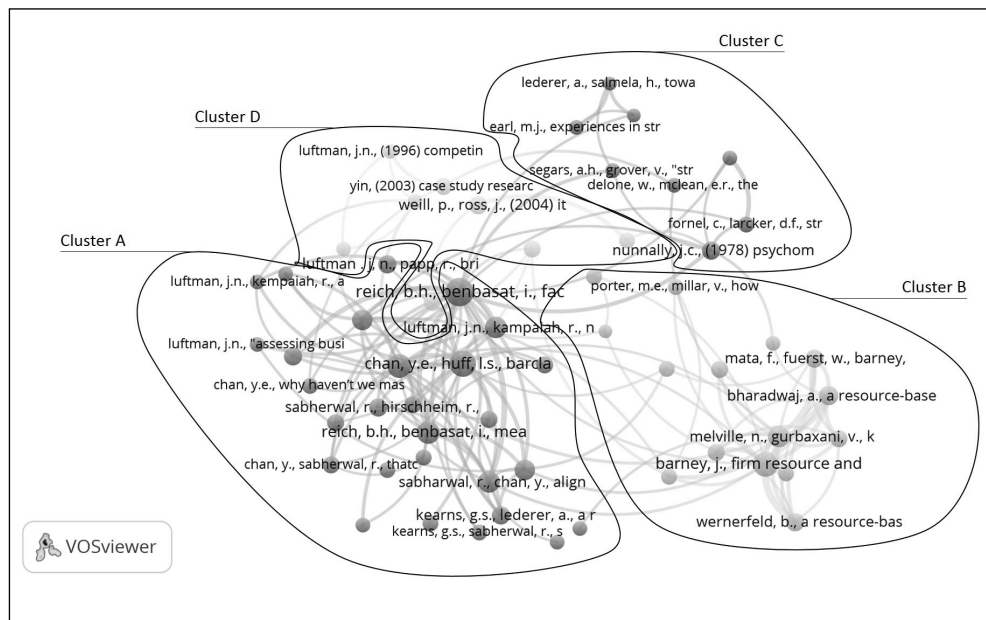 Cluster C
lederer, a., salmela, h., towa
Cluster D
earl, m.j., experiences in str
luftman, j.n., (1996) competin
segars, a.h., grover, v., "str
yin, (2003) case study researc
delone, w., mclean, e.r., the
weill, p., ross, j., (2004) it
fornel, c., larcker, d.f., str
Cluster A
nunnally, j.c., (1978) psychom
luftman , j, n., papp, r., bri
luftman, j.n., kempaiah, r., a
porter, m.e., millar, v., how
Cluster B
reich, b.h., benbasat, i., fac
luftman, j.n., kampalah, r., n
luftman, j.n., "assessing busi
mata, f., fuerst, w., barney,
chan, y.e., huff, l.s., barcla
chan, y.e., why haven't we mas
bharadwaj, a., a resource-base
sabherwal, r., hirschheim, r.,
reich, b.h., benbasat, i., mea
melville, n., gurbaxani, v., k
chan, y., sabherwal, r., thatc
barney, j., firm resource and
sabharwal, r., chan, y., align
kearns, g.s., lederer, a., a r
wernerfeld, b., a resource-bas
kearns, g.s., sabherwal, r., s
VOSviewer